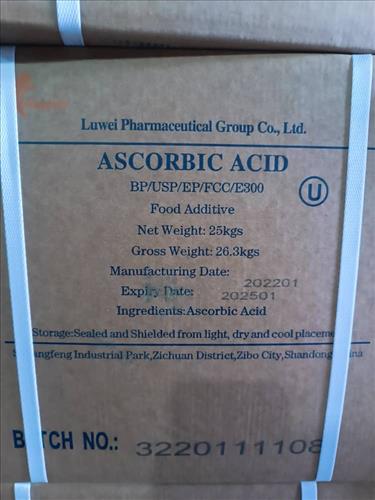 Luwei Pharmaceutical Group Co., Ltd.
ASCORBIC ACID
BP/USP/EP/FCC/E300
U
Food Additive
Net Weight: 25kgs
Gross Weight: 26.3kgs
Manufacturing Date: 202201
Expiry Date: 202501
Ingredients:Ascorbic Acid
Storage:Sealed and Shielded from light, dry and cool placeme
Industrial Park,Zichuan District,Zibo City,Shandong
B TCH NO.: 3220111108